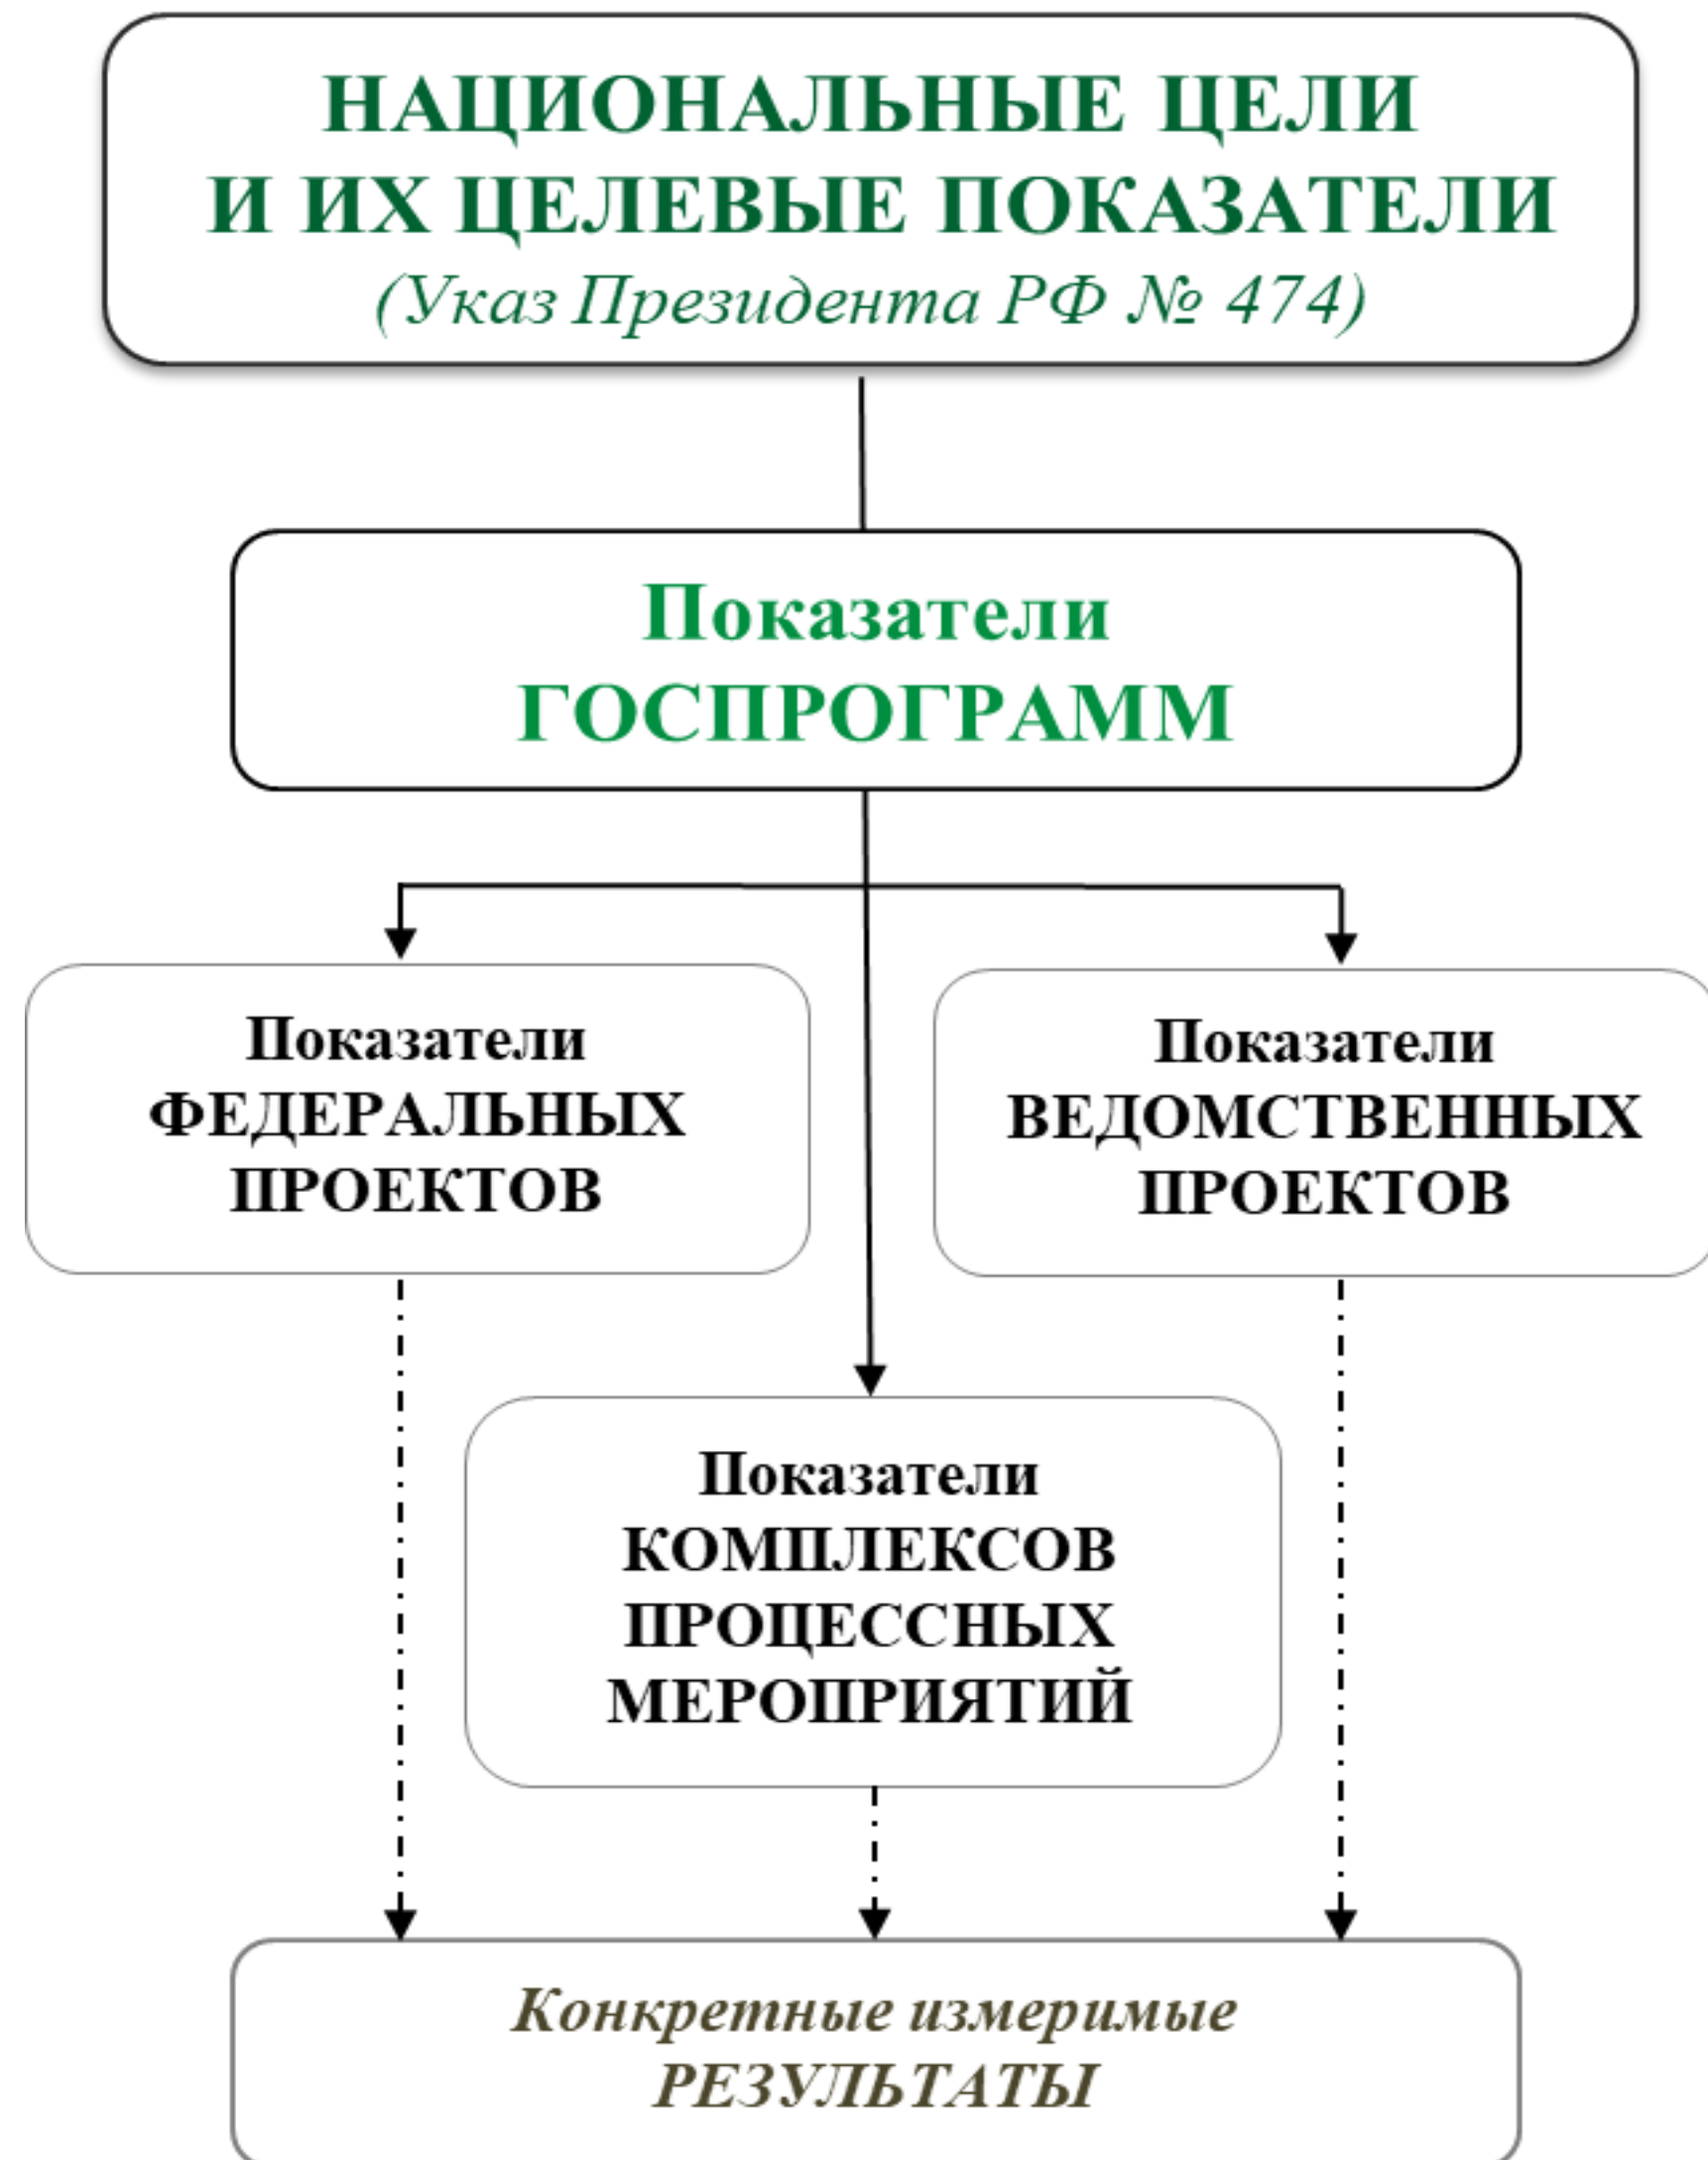 НАЦИОНАЛЬНЫЕ ЦЕЛИ
И ИХ ЦЕЛЕВЫЕ ПОКАЗАТЕЛИ
(Указ Президента РФ № 474)
Показатели
ГОСПРОГРАММ
Показатели
ФЕДЕРАЛЬНЫХ
ПРОЕКТОВ
Показатели
ВЕДОМСТВЕННЫХ
ПРОЕКТОВ
Показатели
КОМПЛЕКСОВ
ПРОЦЕССНЫХ
МЕРОПРИЯТИЙ
Конкретные измеримые
РЕЗУЛЬТАТЫ